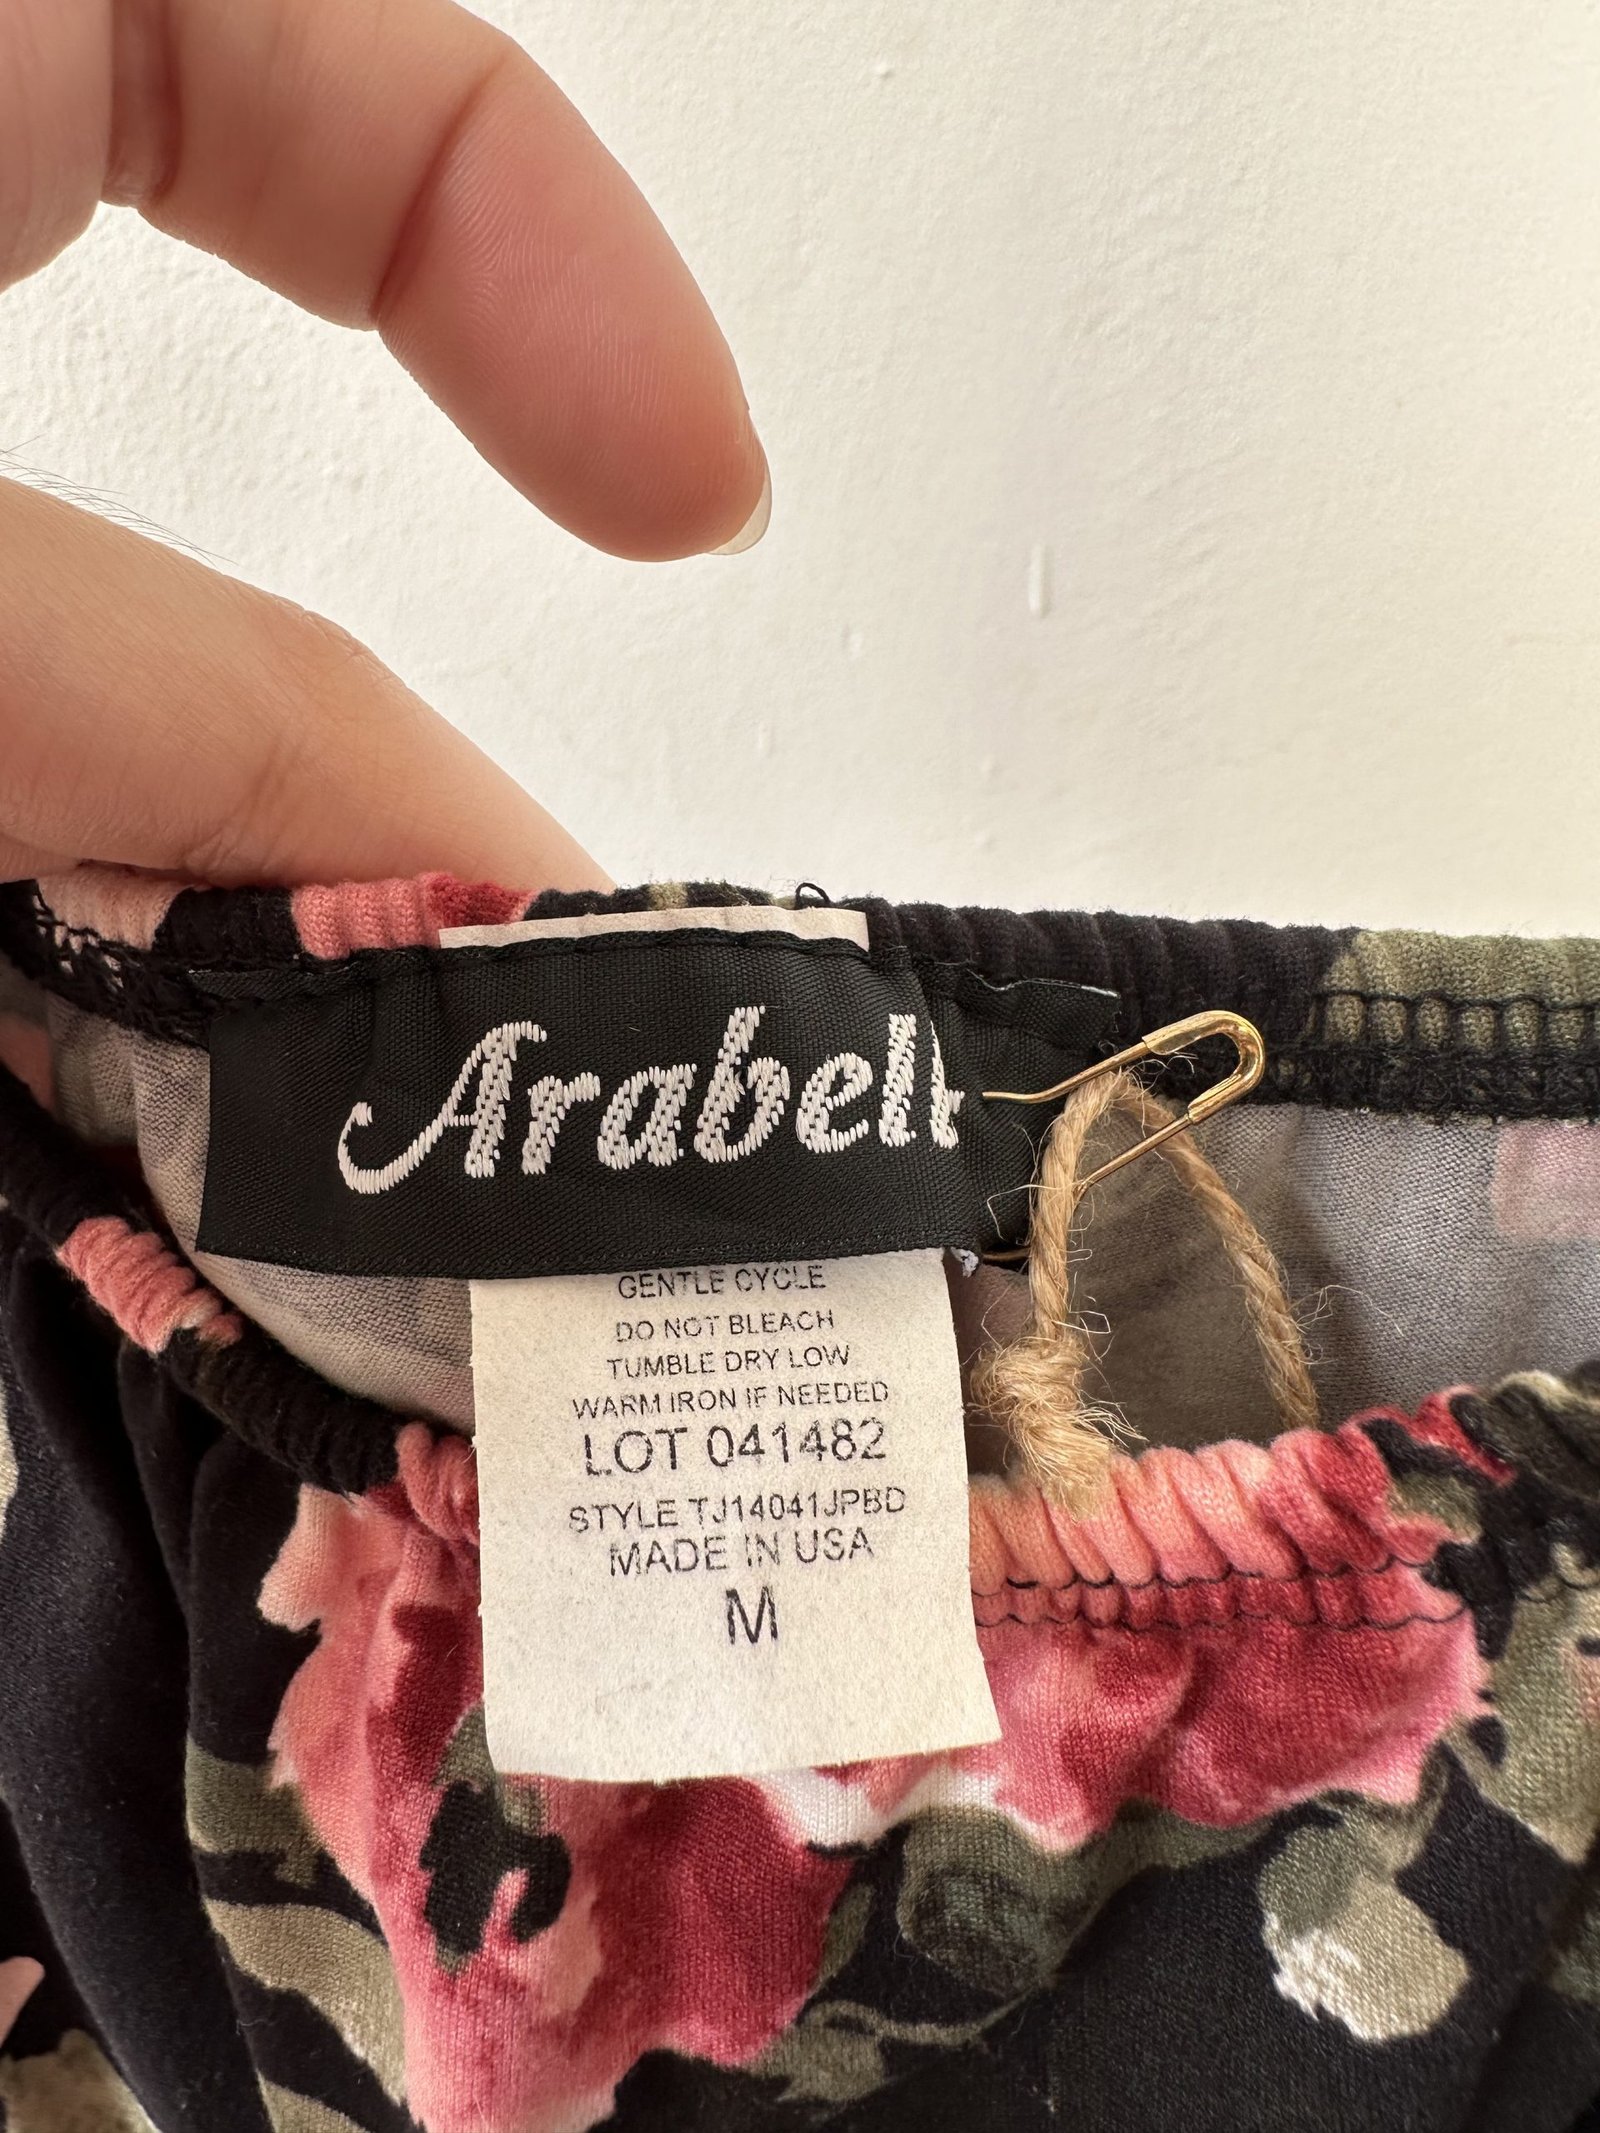 Arabell
GENTLE CYCLE
DO NOT BLEACH
TUMBLE DRY LOW
WARM IRON IF NEEDED
LOT 041482
STYLE TJ14041JPBD
MADE IN USA
M